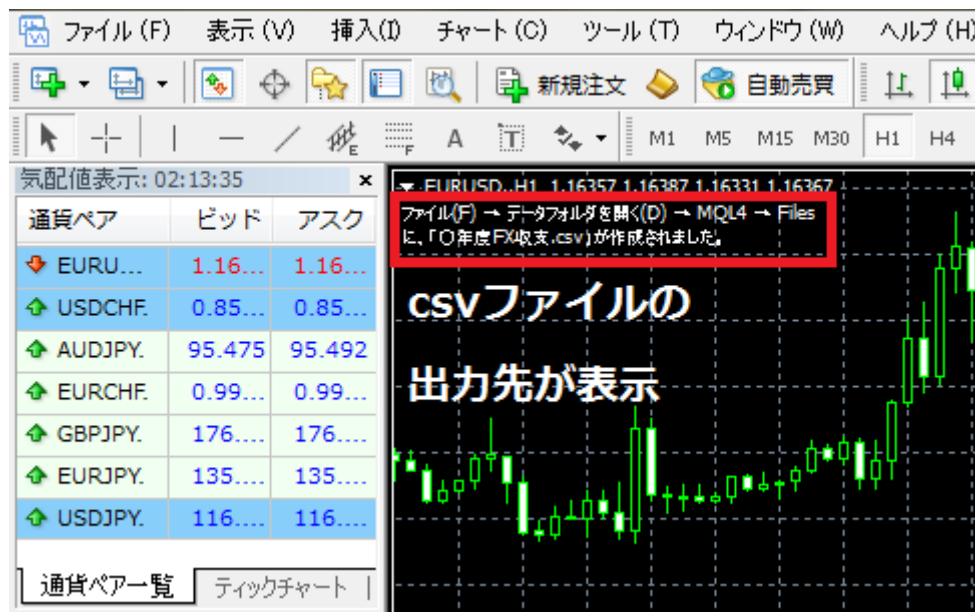 ファイル(F) 表示(V) 挿入(I) チャート(C) ツール(T) ウィンドウ(W) ヘルプ(H)
新規注文 自動売買
E F A T M1 M5 M15 M30 H1 H4
気配値表示: 02:13:35 x
EURUSD.,H1 1.16357 1.16387 1.16331 1.16367
ファイル(F) → データフォルダを開く(D) → MQL4 → Files
に、「〇年度FX収支.csv」が作成されました。
通貨ペア ビッド アスク
EURU... 1.16... 1.16...
USDCHF. 0.85... 0.85...
AUDJPY. 95.475 95.492
EURCHF. 0.99... 0.99...
GBPJPY. 176.... 176....
EURJPY. 135.... 135....
USDJPY. 116.... 116....
csvファイルの
出力先が表示
通貨ペア一覧 ティックチャート